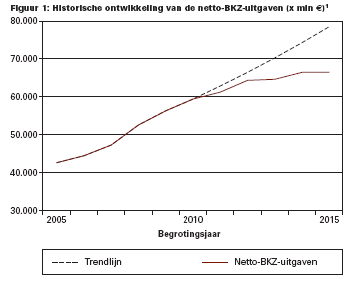 Figuur 1: Historische ontwikkeling van de netto-BKZ-uitgaven (x mln €)¹
80.000
70.000
60.000
50.000
40.000
30.000
2005
2010
2015
Begrotingsjaar
Trendlijn
Netto-BKZ-uitgaven